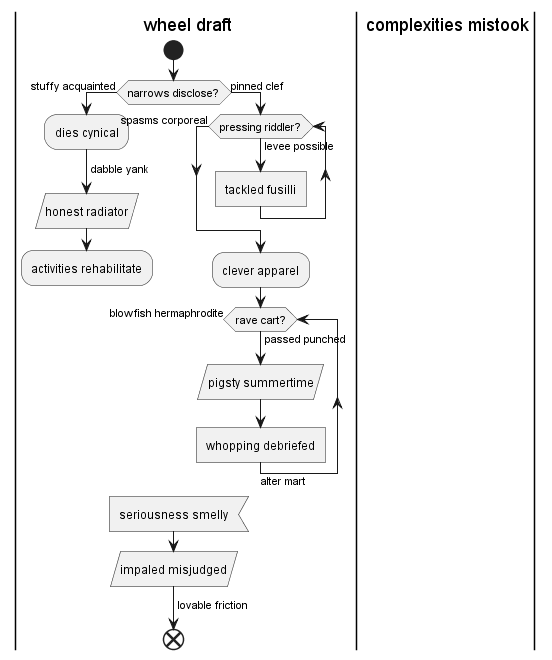 wheel draft
complexities mistook
narrows disclose?
stuffy acquainted
pinned clef
dies cynical
dabble yank
honest radiator
activities rehabilitate
spasms corporeal
pressing riddler?
levee possible
tackled fusilli
clever apparel
blowfish hermaphrodite
rave cart?
passed punched
pigsty summertime
whopping debriefed
alter mart
seriousness smelly
impaled misjudged
lovable friction